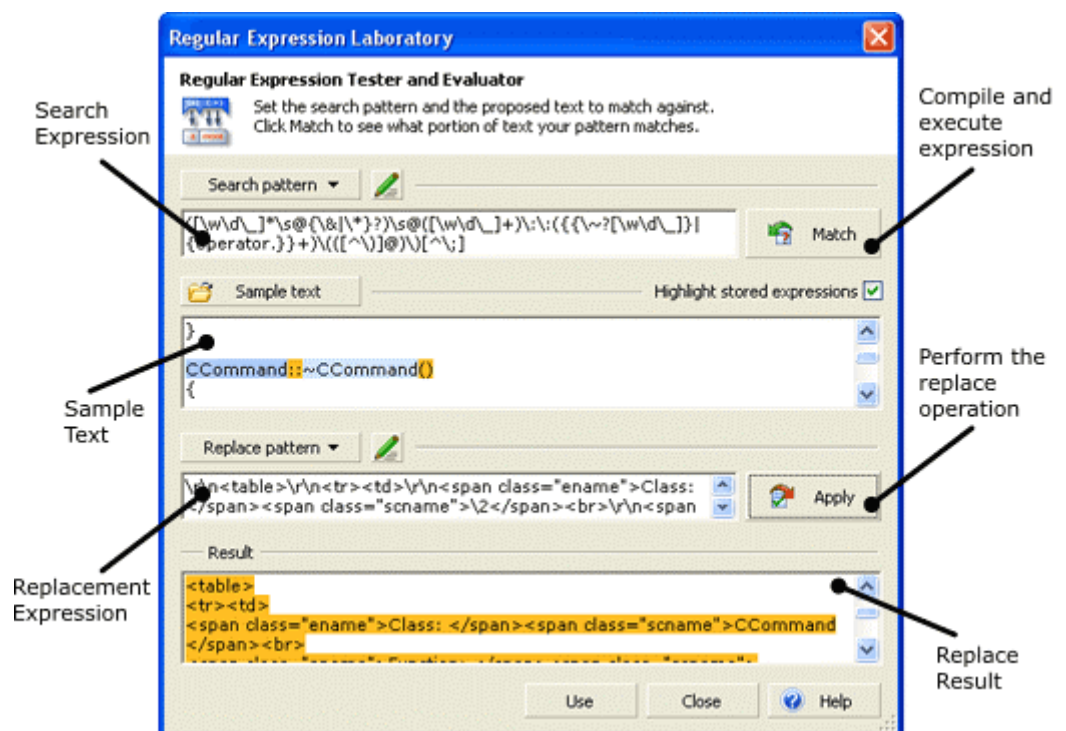 Regular Expression Laboratory
Regular Expression Tester and Evaluator
Set the search pattern and the proposed text to match against.
Click Match to see what portion of text your pattern matches.
Search
Expression
Compile and
execute
expression
Search pattern
([\w\d\_]*\s@{\&|\*}?)\s@([\w\d\_]+)\:\:({{\~?[\w\d\_]}|
{operator.}}+)\(([^\)]@)\)[^\;]
Match
Sample text
Highlight stored expressions
}
CCommand::~CCommand()
{
Sample
Text
Perform the
replace
operation
Replace pattern
\r\n<table>\r\n<tr><td>\r\n<span class="ename">Class:
</span><span class="scname">\2</span><br>\r\n<span
Apply
Replacement
Expression
Result
<table>
<tr><td>
<span class="ename">Class: </span><span class="scname">CCommand
</span><br>
Replace
Result
Use
Close
Help